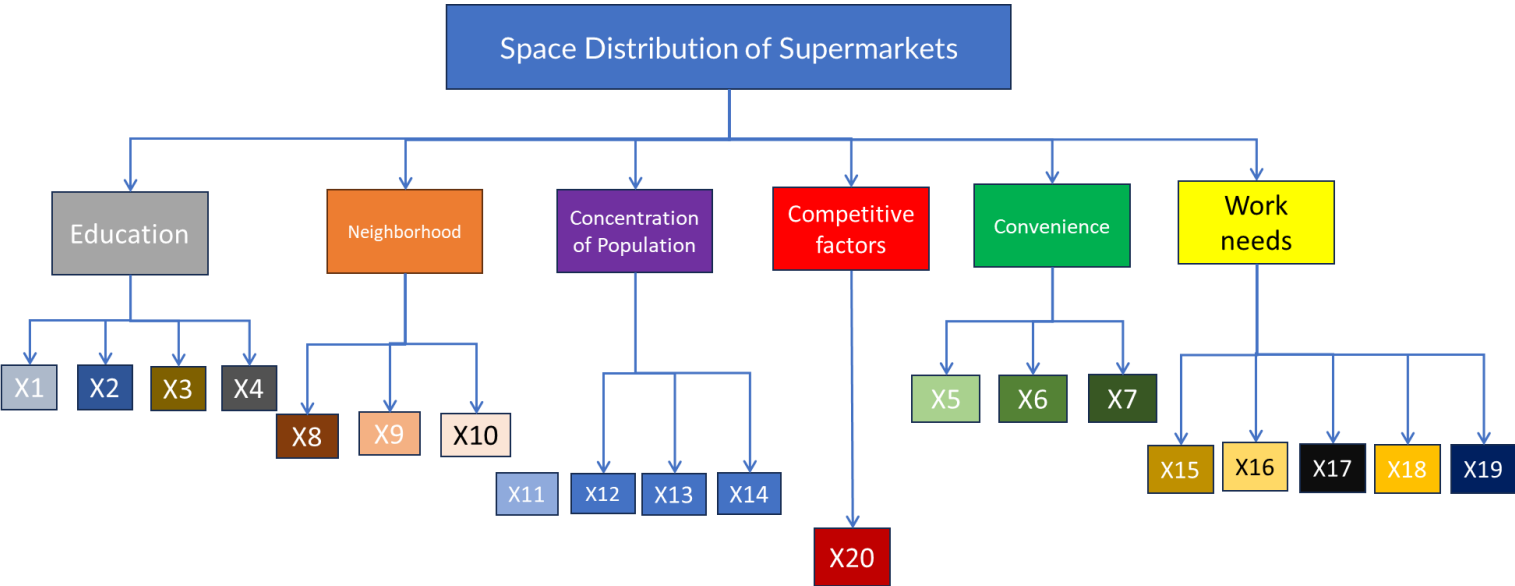 Space Distribution of Supermarkets
Education
Neighborhood
Concentration
of Population
Competitive
factors
Convenience
Work
needs
X1
X2
X3
X4
X8
X9
X10
X11
X12
X13
X14
X20
X5
X6
X7
X15
X16
X17
X18
X19